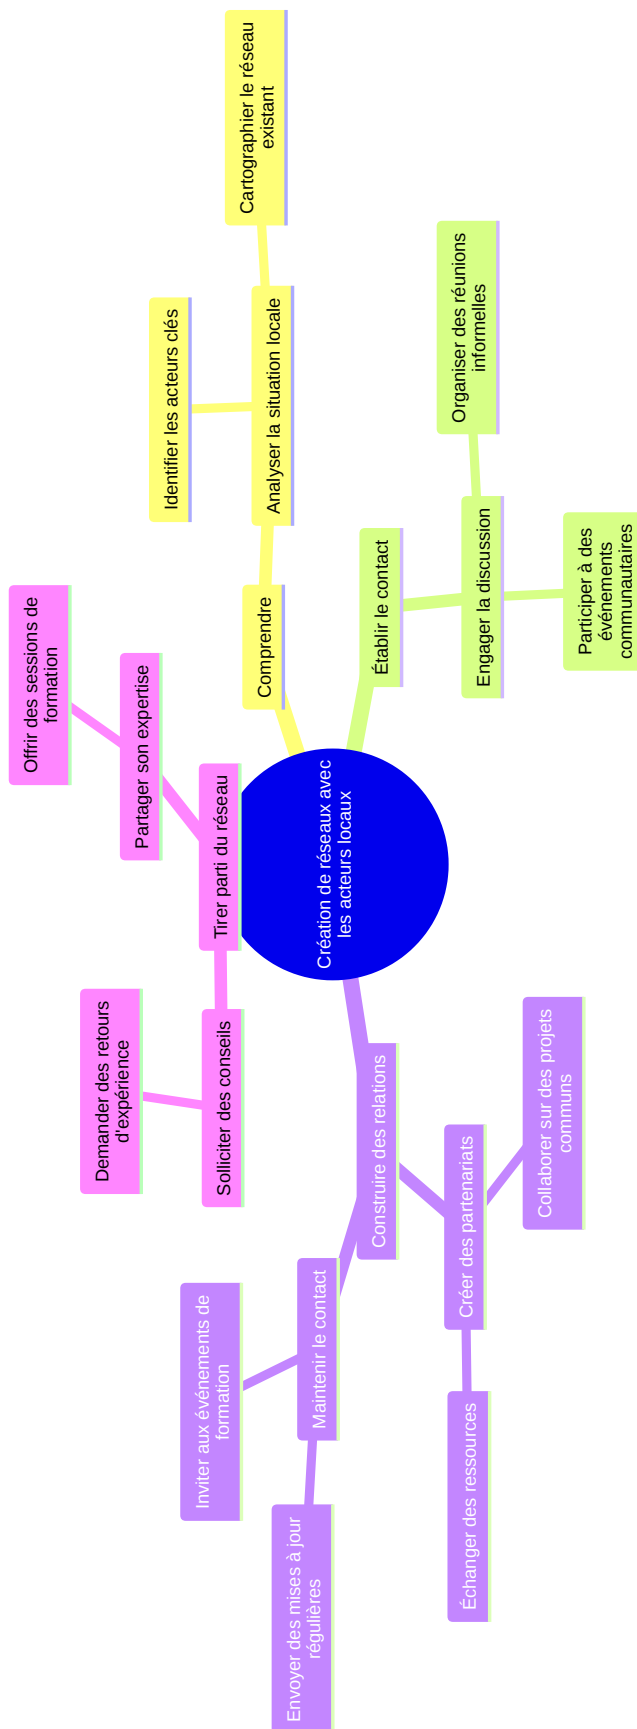 Création de réseaux avec
les acteurs locaux
Comprendre
Analyser la situation locale
Identifier les acteurs clés
Cartographier le réseau
existant
Établir le contact
Engager la discussion
Organiser des réunions
informelles
Participer à des
événements
communautaires
Construire des relations
Maintenir le contact
Envoyer des mises à jour
régulières
Inviter aux événements de
formation
Créer des partenariats
Collaborer sur des projets
communs
Échanger des ressources
Tirer parti du réseau
Solliciter des conseils
Demander des retours
d'expérience
Partager son expertise
Offrir des sessions de
formation